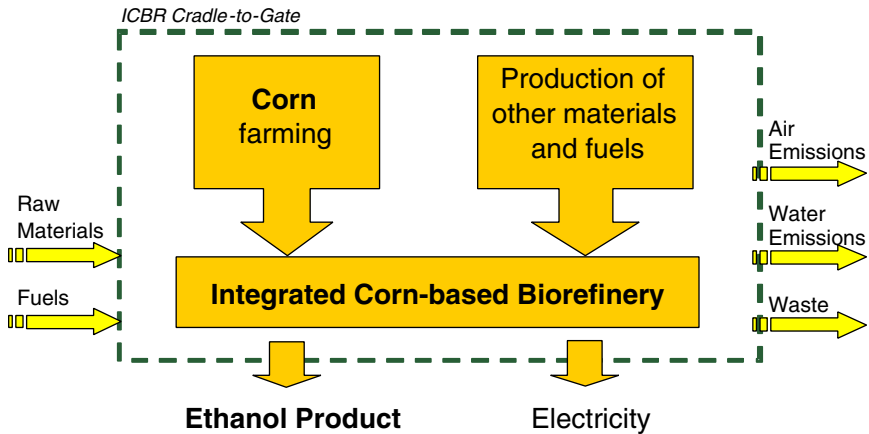 ICBR Cradle-to-Gate
Corn
farming
Production of
other materials
and fuels
Raw
Materials
Fuels
Integrated Corn-based Biorefinery
Air
Emissions
Water
Emissions
Waste
Ethanol Product
Electricity